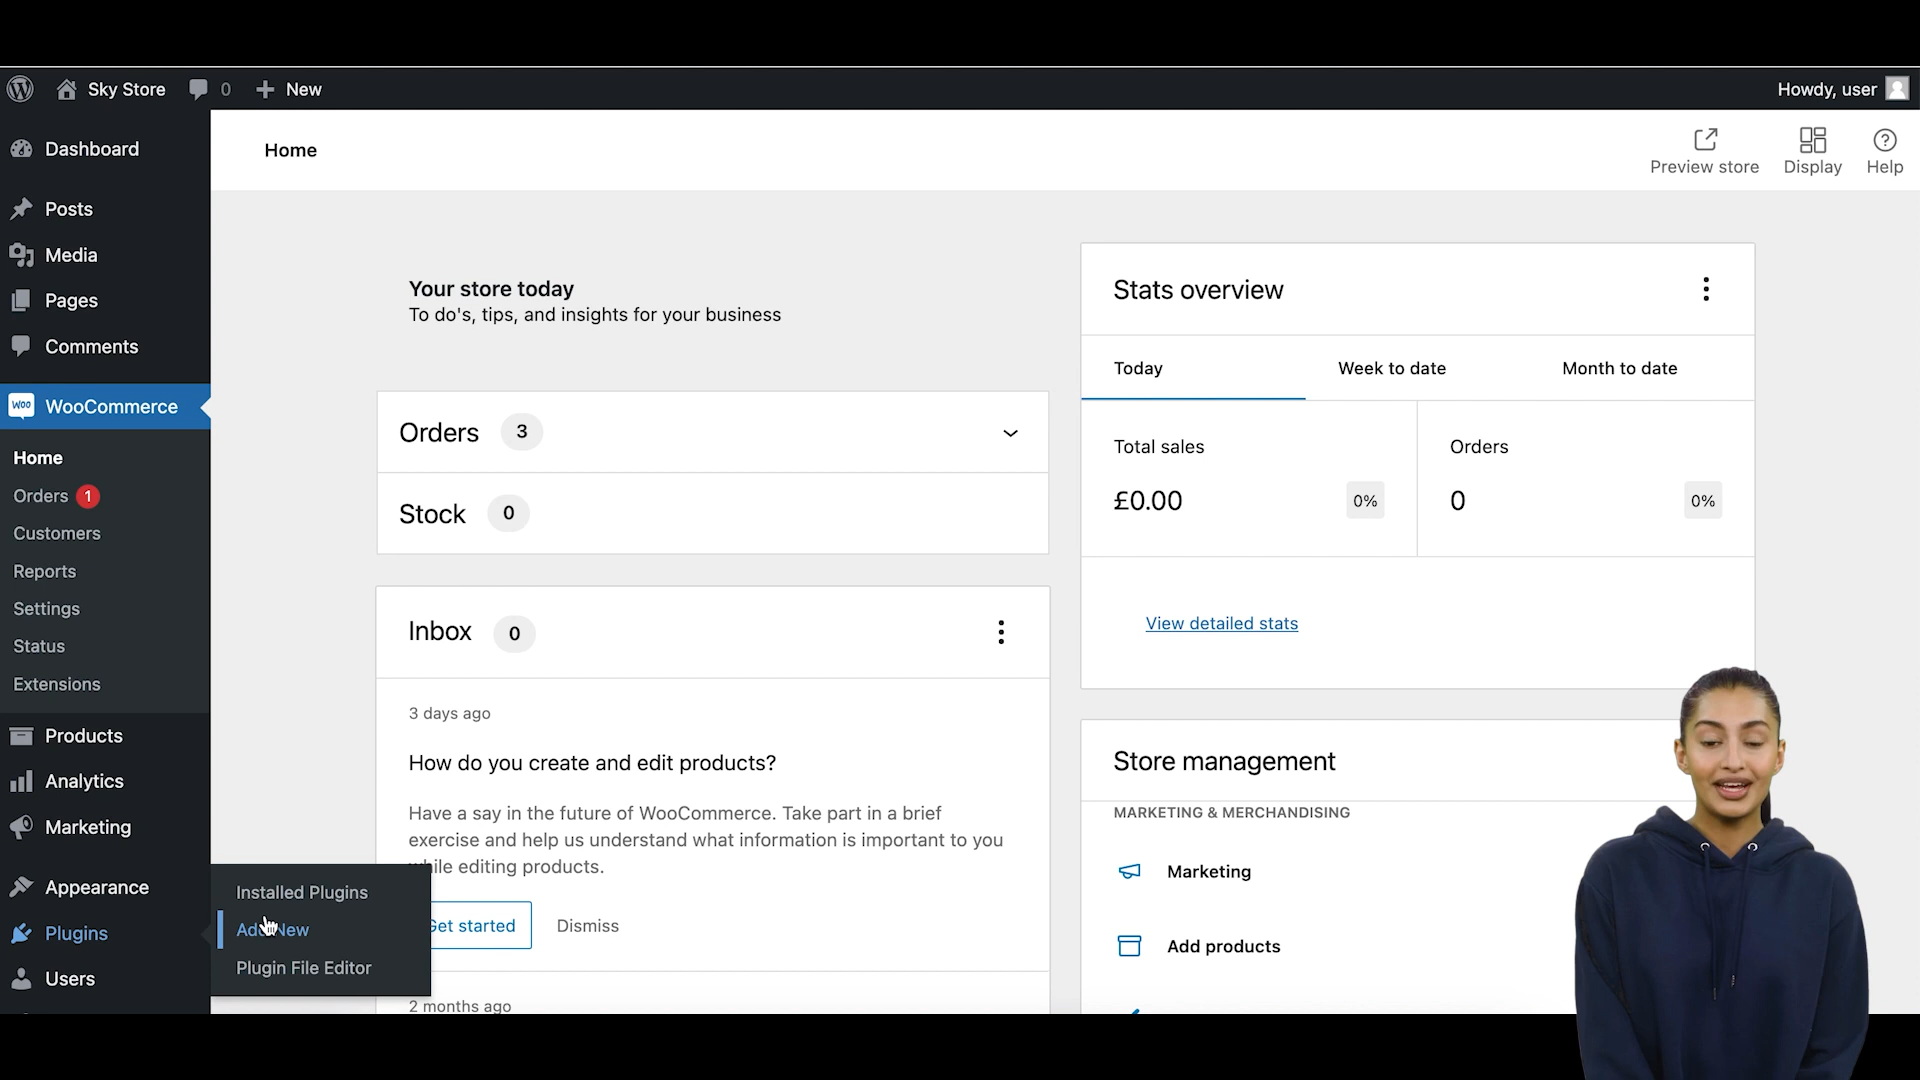 Sky Store 0 New Howdy, user
Dashboard
Posts
Media
Pages
Comments
woo WooCommerce
Home
Orders 1
Customers
Reports
Settings
Status
Extensions
Products
Analytics
Marketing
Appearance
Plugins
Users
Installed Plugins
Add New
Plugin File Editor
Home
Preview store Display Help
Your store today
To do's, tips, and insights for your business
Orders 3
Stock 0
Inbox 0
3 days ago
How do you create and edit products?
Have a say in the future of WooCommerce. Take part in a brief
exercise and help us understand what information is important to you
while editing products.
Get started Dismiss
2 months ago
Stats overview
Today Week to date Month to date
Total sales Orders
£0.00 0% 0 0%
View detailed stats
Store management
MARKETING & MERCHANDISING
Marketing
Add products